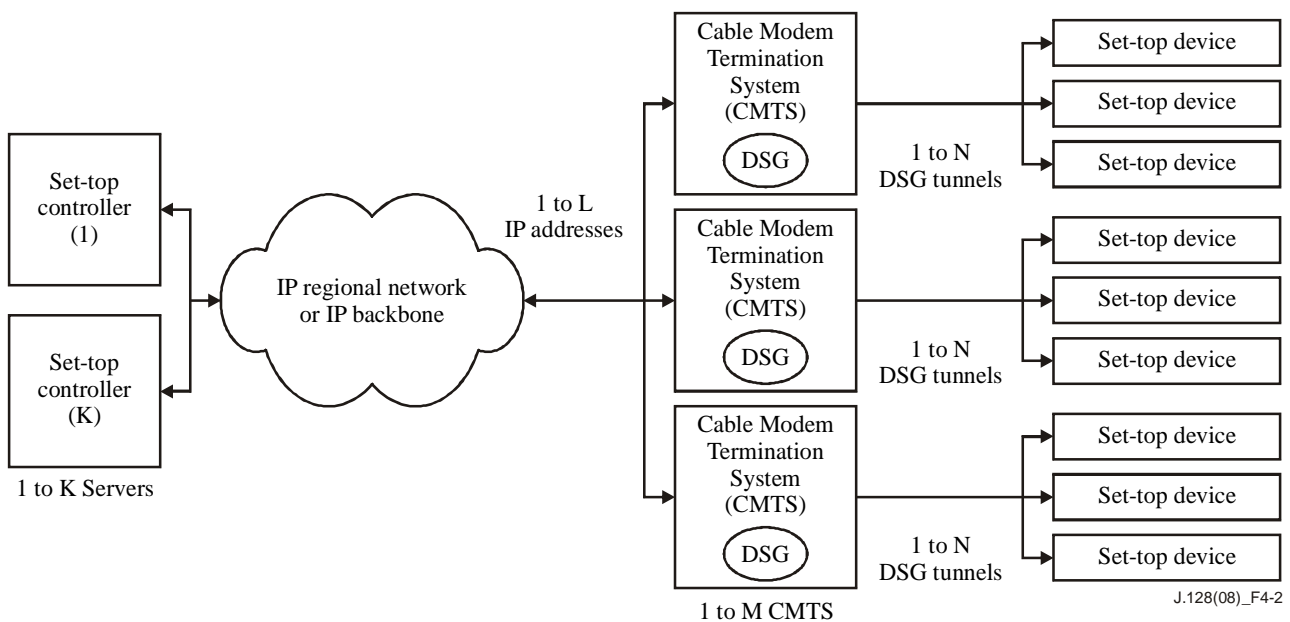 Set-top
controller
(1)
Set-top
controller
(K)
1 to K Servers
IP regional network
or IP backbone
1 to L
IP addresses
Cable Modem
Termination
System
(CMTS)
DSG
1 to N
DSG tunnels
Set-top device
Set-top device
Set-top device
Cable Modem
Termination
System
(CMTS)
DSG
1 to N
DSG tunnels
Set-top device
Set-top device
Set-top device
Cable Modem
Termination
System
(CMTS)
DSG
1 to N
DSG tunnels
Set-top device
Set-top device
Set-top device
1 to M CMTS
J.128(08)_F4-2